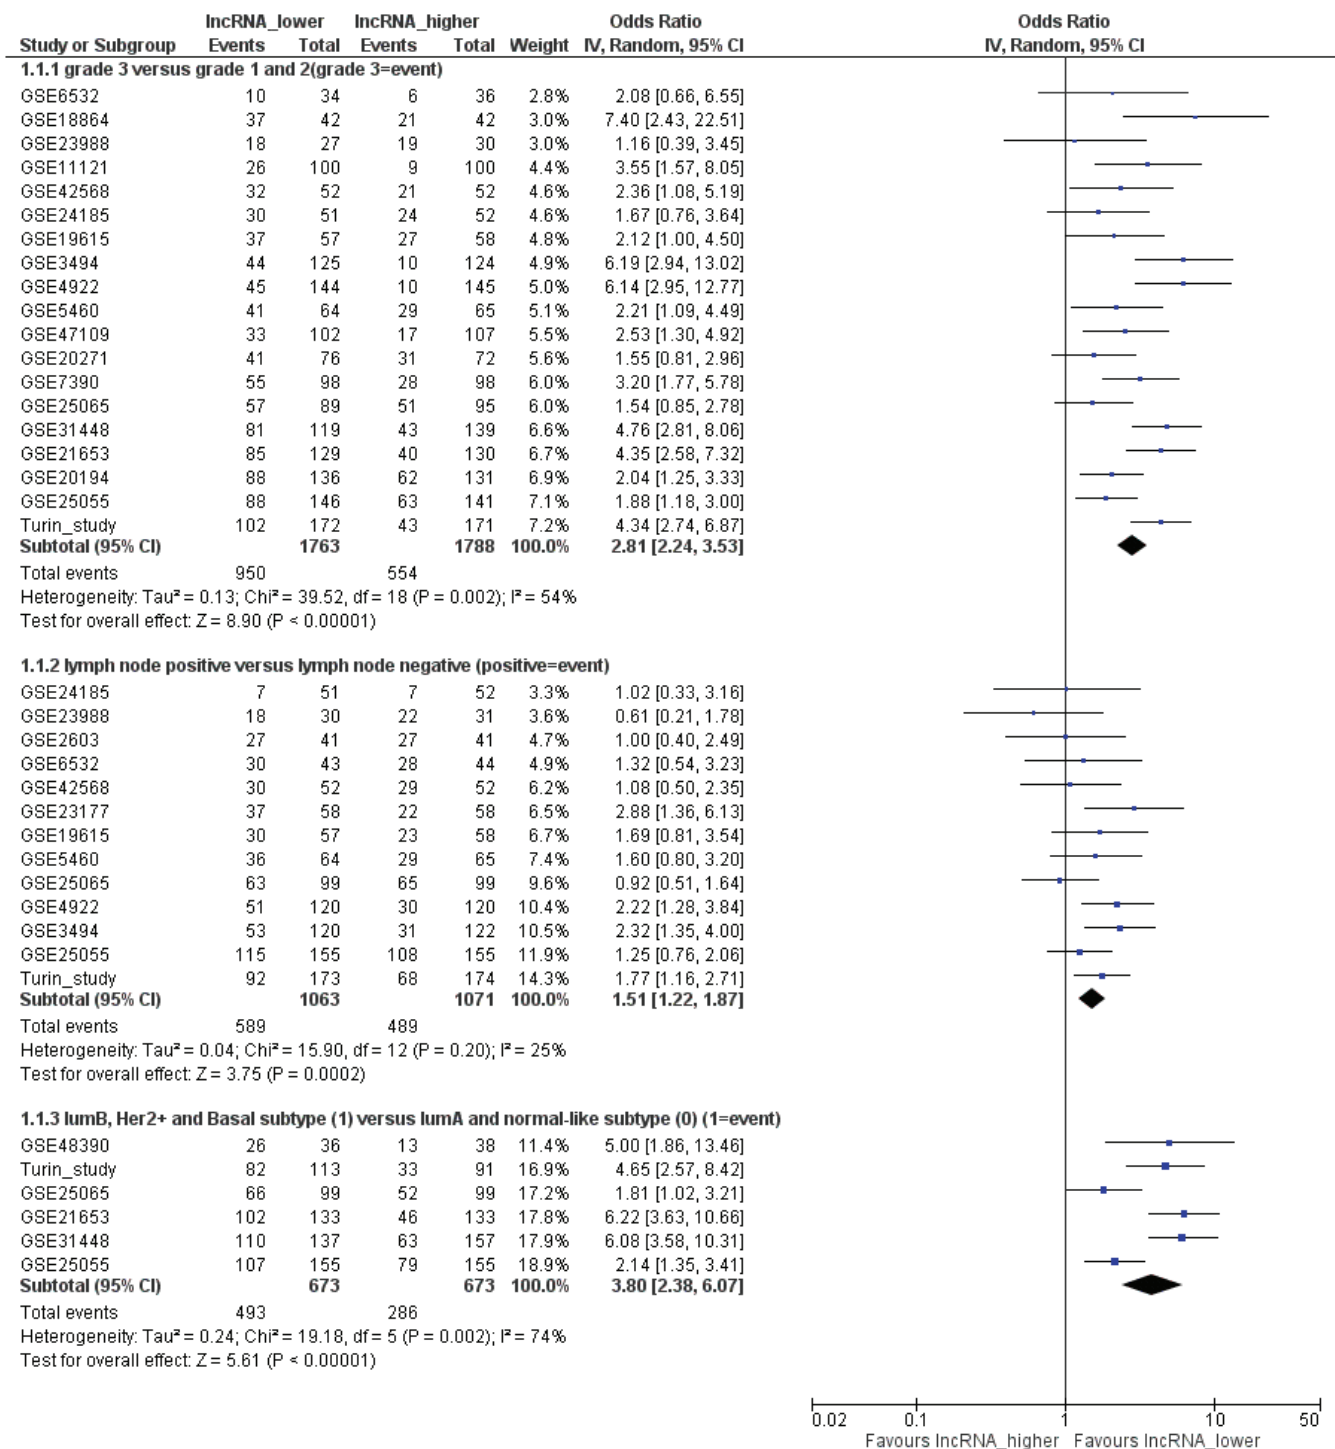 lncRNA_lower lncRNA_higher Odds Ratio Odds Ratio
Study or Subgroup Events Total Events Total Weight IV, Random, 95% CI IV, Random, 95% CI
1.1.1 grade 3 versus grade 1 and 2(grade 3=event)
GSE6532 10 34 6 36 2.8% 2.08 [0.66, 6.55]
GSE18864 37 42 21 42 3.0% 7.40 [2.43, 22.51]
GSE23988 18 27 19 30 3.0% 1.16 [0.39, 3.45]
GSE11121 26 100 9 100 4.4% 3.55 [1.57, 8.05]
GSE42568 32 52 21 52 4.6% 2.36 [1.08, 5.19]
GSE24185 30 51 24 52 4.6% 1.67 [0.76, 3.64]
GSE19615 37 57 27 58 4.8% 2.12 [1.00, 4.50]
GSE3494 44 125 10 124 4.9% 6.19 [2.94, 13.02]
GSE4922 45 144 10 145 5.0% 6.14 [2.95, 12.77]
GSE5460 41 64 29 65 5.1% 2.21 [1.09, 4.49]
GSE47109 33 102 17 107 5.5% 2.53 [1.30, 4.92]
GSE20271 41 76 31 72 5.6% 1.55 [0.81, 2.96]
GSE7390 55 98 28 98 6.0% 3.20 [1.77, 5.78]
GSE25065 57 89 51 95 6.0% 1.54 [0.85, 2.78]
GSE31448 81 119 43 139 6.6% 4.76 [2.81, 8.06]
GSE21653 85 129 40 130 6.7% 4.35 [2.58, 7.32]
GSE20194 88 136 62 131 6.9% 2.04 [1.25, 3.33]
GSE25055 88 146 63 141 7.1% 1.88 [1.18, 3.00]
Turin_study 102 172 43 171 7.2% 4.34 [2.74, 6.87]
Subtotal (95% CI) 1763 1788 100.0% 2.81 [2.24, 3.53]
Total events 950 554
Heterogeneity: Tau² = 0.13; Chi² = 39.52, df = 18 (P = 0.002); I² = 54%
Test for overall effect: Z = 8.90 (P < 0.00001)
1.1.2 lymph node positive versus lymph node negative (positive=event)
GSE24185 7 51 7 52 3.3% 1.02 [0.33, 3.16]
GSE23988 18 30 22 31 3.6% 0.61 [0.21, 1.78]
GSE2603 27 41 27 41 4.7% 1.00 [0.40, 2.49]
GSE6532 30 43 28 44 4.9% 1.32 [0.54, 3.23]
GSE42568 30 52 29 52 6.2% 1.08 [0.50, 2.35]
GSE23177 37 58 22 58 6.5% 2.88 [1.36, 6.13]
GSE19615 30 57 23 58 6.7% 1.69 [0.81, 3.54]
GSE5460 36 64 29 65 7.4% 1.60 [0.80, 3.20]
GSE25065 63 99 65 99 9.6% 0.92 [0.51, 1.64]
GSE4922 51 120 30 120 10.4% 2.22 [1.28, 3.84]
GSE3494 53 120 31 122 10.5% 2.32 [1.35, 4.00]
GSE25055 115 155 108 155 11.9% 1.25 [0.76, 2.06]
Turin_study 92 173 68 174 14.3% 1.77 [1.16, 2.71]
Subtotal (95% CI) 1063 1071 100.0% 1.51 [1.22, 1.87]
Total events 589 489
Heterogeneity: Tau² = 0.04; Chi² = 15.90, df = 12 (P = 0.20); I² = 25%
Test for overall effect: Z = 3.75 (P = 0.0002)
1.1.3 lumB, Her2+ and Basal subtype (1) versus lumA and normal-like subtype (0) (1=event)
GSE48390 26 36 13 38 11.4% 5.00 [1.86, 13.46]
Turin_study 82 113 33 91 16.9% 4.65 [2.57, 8.42]
GSE25065 66 99 52 99 17.2% 1.81 [1.02, 3.21]
GSE21653 102 133 46 133 17.8% 6.22 [3.63, 10.66]
GSE31448 110 137 63 157 17.9% 6.08 [3.58, 10.31]
GSE25055 107 155 79 155 18.9% 2.14 [1.35, 3.41]
Subtotal (95% CI) 673 673 100.0% 3.80 [2.38, 6.07]
Total events 493 286
Heterogeneity: Tau² = 0.24; Chi² = 19.18, df = 5 (P = 0.002); I² = 74%
Test for overall effect: Z = 5.61 (P < 0.00001)
0.02 0.1 1 10 50
Favours lncRNA_higher Favours lncRNA_lower